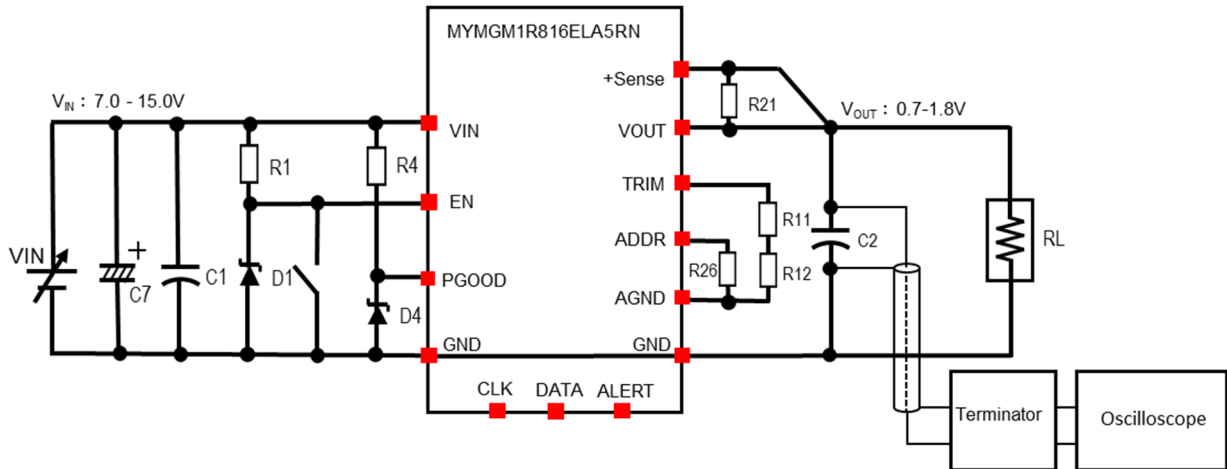 MYMGM1R816ELA5RN
+Sense
VIN : 7.0 - 15.0V
R21
VOUT : 0.7-1.8V
VIN
VOUT
R1
R4
TRIM
EN
R11
ADDR
C2
RL
VIN
+
C7
C1
D1
PGOOD
R26
R12
AGND
D4
GND
GND
CLK DATA ALERT
Terminator
Oscilloscope